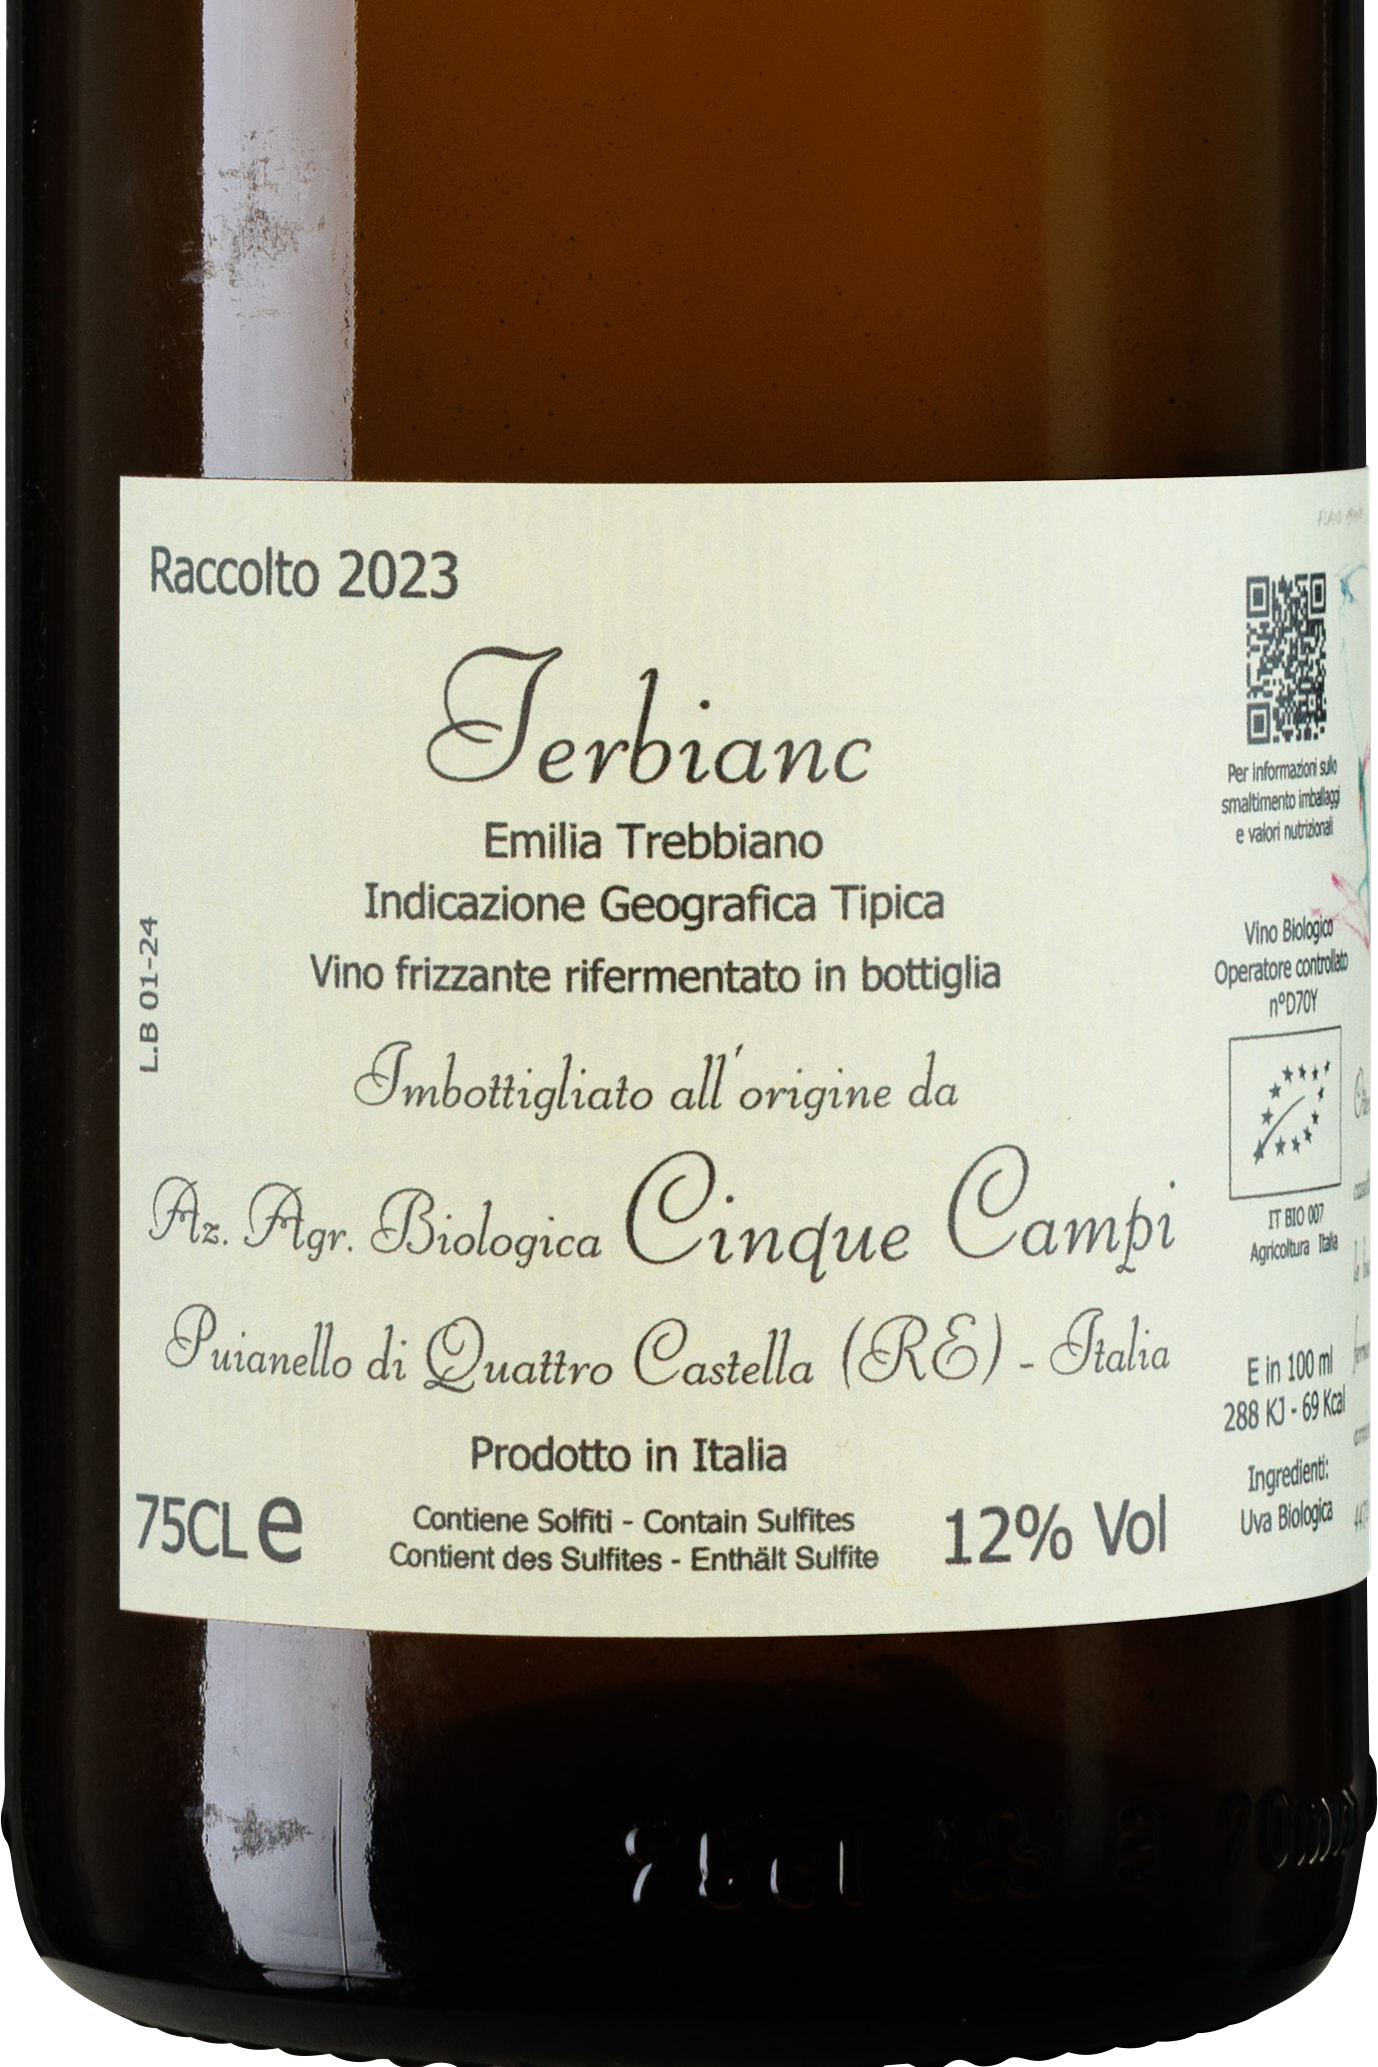 Raccolto 2023
Terbianc
Emilia Trebbiano
Indicazione Geografica Tipica
Vino frizzante rifermentato in bottiglia
L.B 01-24
Imbottigliato all'origine da
Az. Agr. Biologica Cinque Campi
Puianello di Quattro Castella (RE) - Italia
Prodotto in Italia
75CL e
Contiene Solfiti - Contain Sulfites
Contient des Sulfites - Enthält Sulfite
12% Vol
Per informazioni sullo
smaltimento imballaggi
e valori nutrizionali
Vino Biologico
Operatore controllato
n°D70Y
IT BIO 007
Agricoltura Italia
E in 100 ml
288 KJ - 69 Kcal
Ingredienti:
Uva Biologica
75cl